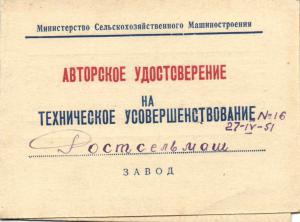 Министерство Сельскохозяйственного Машиностроения
АВТОРСКОЕ УДОСТОВЕРЕНИЕ
НА
ТЕХНИЧЕСКОЕ УСОВЕРШЕНСТВОВАНИЕ №16
27-IV-51
Ростсельмаш
ЗАВОД